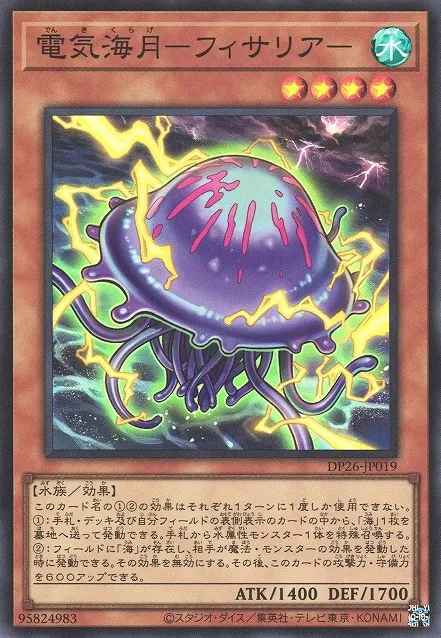 電気海月－フィサリア－
水
DP26-JP019
【水族／効果】
このカード名の①②の効果はそれぞれ１ターンに１度しか使用できない。
①：手札・デッキ及び自分フィールドの表側表示のカードの中から、「海」１枚を
墓地へ送って発動できる。手札から水属性モンスター１体を特殊召喚する。
②：フィールドに「海」が存在し、相手が魔法・モンスターの効果を発動した
時に発動できる。その効果を無効にする。その後、このカードの攻撃力・守備力
を６００アップできる。
ATK/1400 DEF/1700
95824983 ©スタジオ・ダイス／集英社・テレビ東京・KONAMI